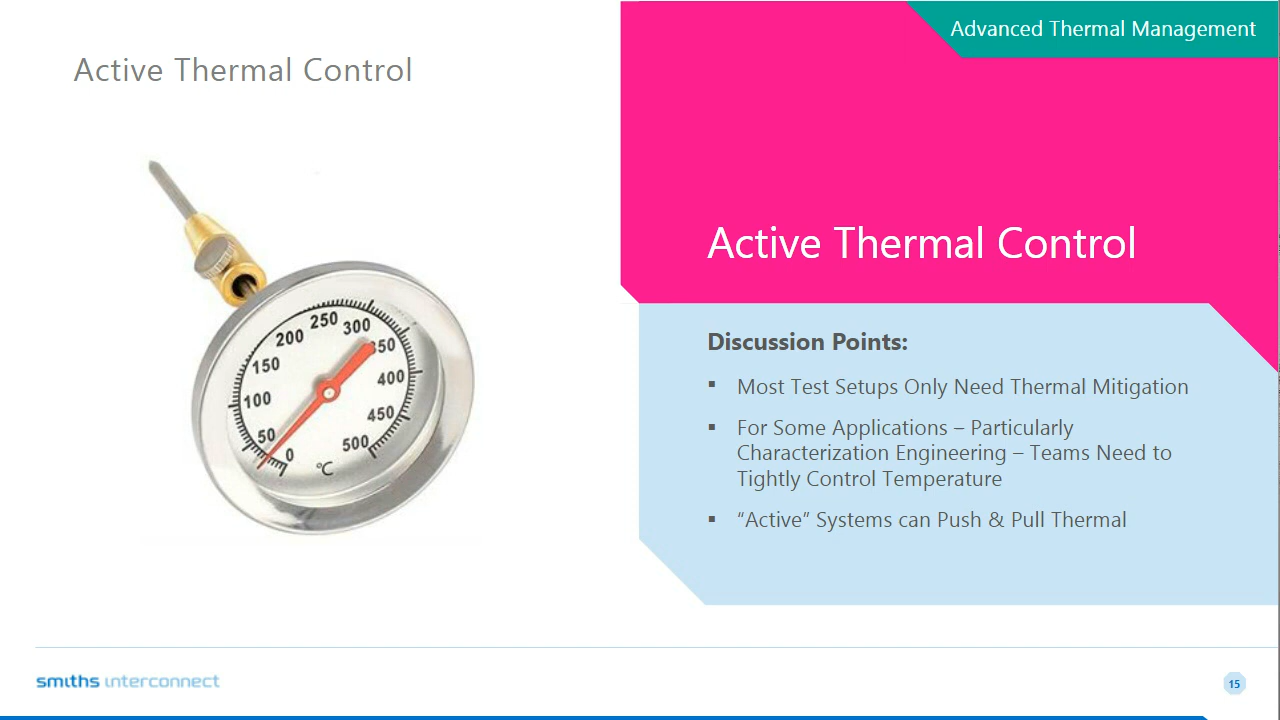 Advanced Thermal Management
Active Thermal Control
0
50
100
150
200
250
300
350
400
450
500
°C
Active Thermal Control
Discussion Points:
▪ Most Test Setups Only Need Thermal Mitigation
▪ For Some Applications – Particularly
Characterization Engineering – Teams Need to
Tightly Control Temperature
▪ “Active” Systems can Push & Pull Thermal
smiths interconnect
15